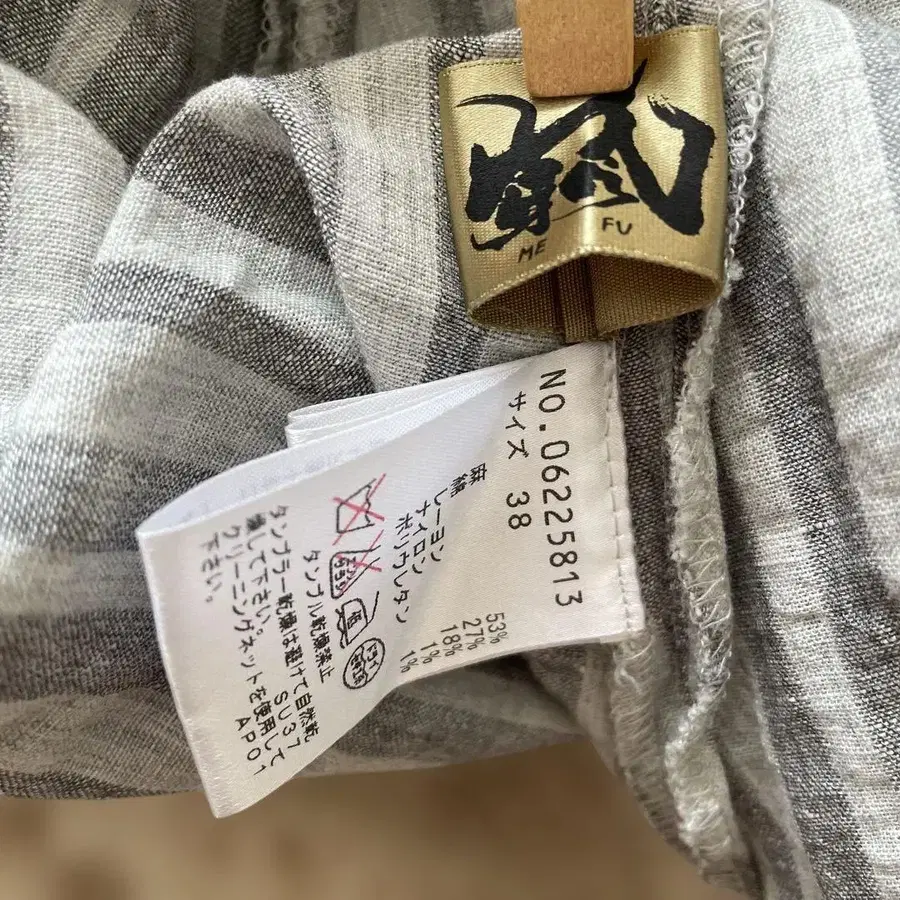 ME FU
NO.06225813
サイズ 38
麻 53%
綿 27%
レーヨン 18%
ナイロン 1%
ポリウレタン 1%
低
ドライ
タンブル乾燥禁止
タンブラー乾燥は避けて自然乾
燥して下さい。 SU37
クリーニングネットを使用して
下さい。 AP01